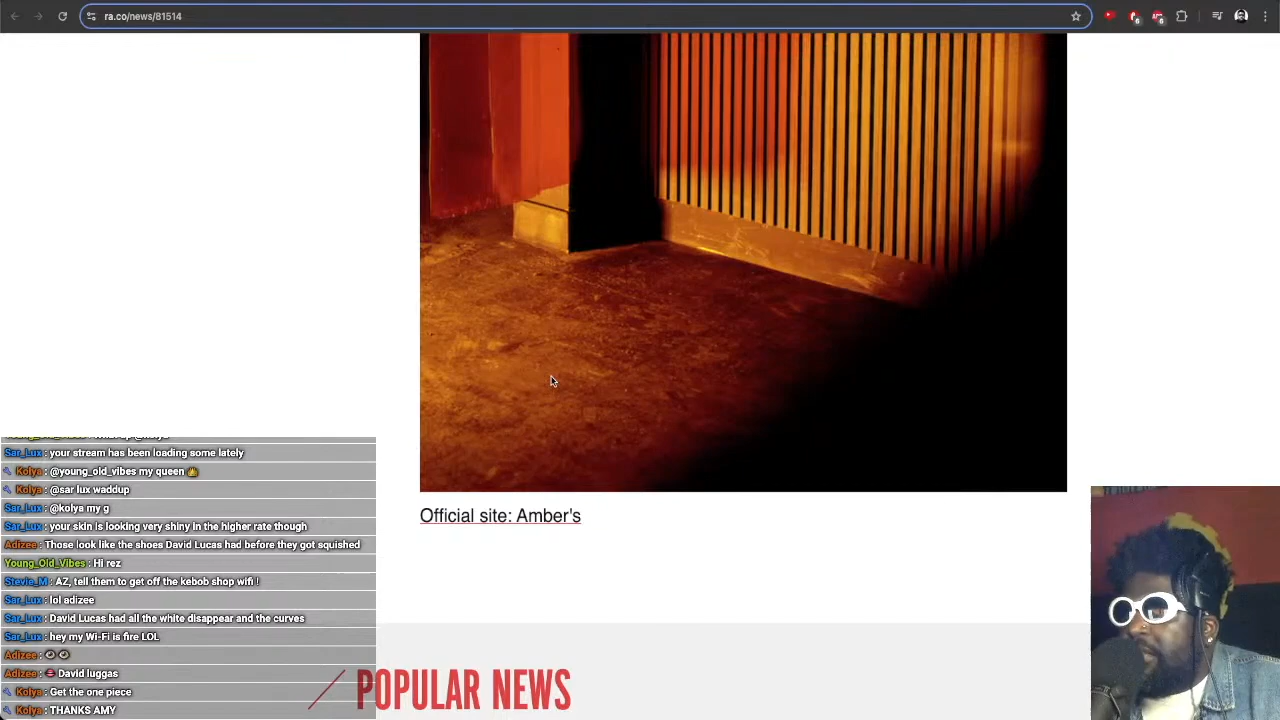 ra.co/news/81514
Official site: Amber's
POPULAR NEWS
Sar_Lux : your stream has been loading some lately
Kolya : @young_old_vibes my queen
Kolya : @sar lux waddup
Sar_Lux : @kolya my g
Sar_Lux : your skin is looking very shiny in the higher rate though
Adizee : Those look like the shoes David Lucas had before they got squished
Young_Old_Vibes : Hi rez
Stevie_M : AZ, tell them to get off the kebob shop wifi !
Sar_Lux : lol adizee
Sar_Lux : David Lucas had all the white disappear and the curves
Sar_Lux : hey my Wi-Fi is fire LOL
Adizee :
Adizee : David luggas
Kolya : Get the one piece
Kolya : THANKS AMY